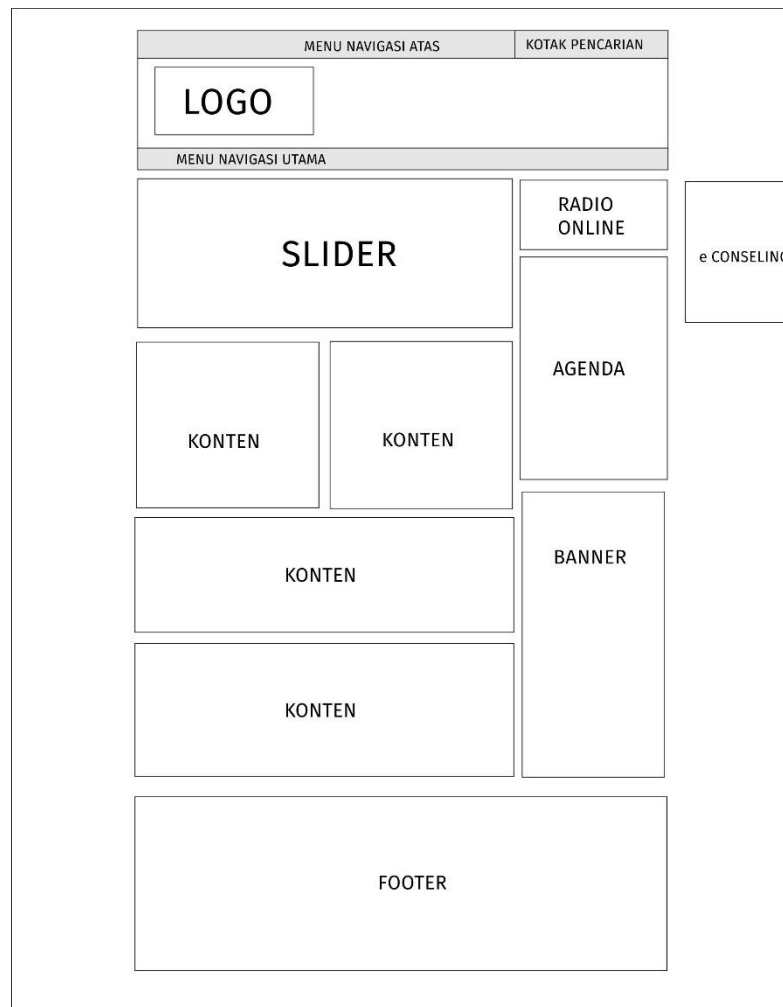 MENU NAVIGASI ATAS
KOTAK PENCARIAN
LOGO
MENU NAVIGASI UTAMA
SLIDER
RADIO
ONLINE
e CONSELING
AGENDA
KONTEN
KONTEN
BANNER
KONTEN
KONTEN
FOOTER